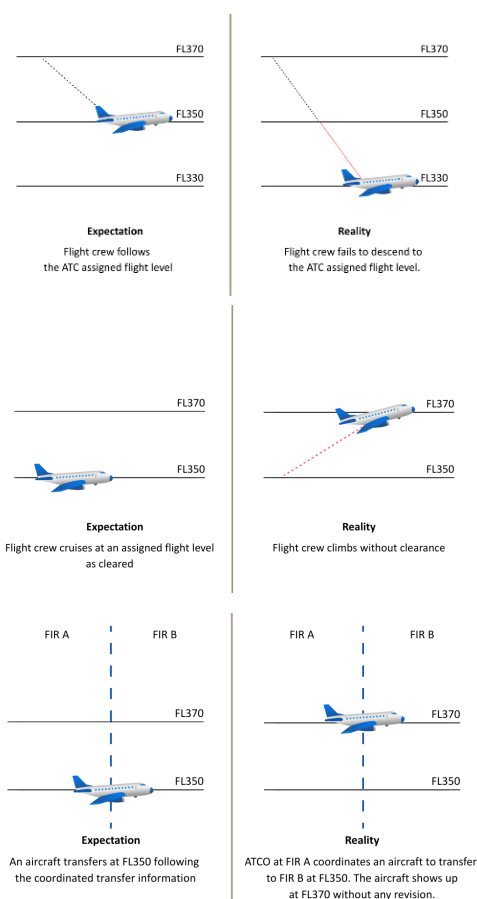 FL370
FL350
FL330
Expectation
Flight crew follows
the ATC assigned flight level
FL370
FL350
FL330
Reality
Flight crew fails to descend to
the ATC assigned flight level.
FL370
FL350
Expectation
Flight crew cruises at an assigned flight level
as cleared
FL370
FL350
Reality
Flight crew climbs without clearance
FIR A
FIR B
FL370
FL350
Expectation
An aircraft transfers at FL350 following
the coordinated transfer information
FIR A
FIR B
FL370
FL350
Reality
ATCO at FIR A coordinates an aircraft to transfer
to FIR B at FL350. The aircraft shows up
at FL370 without any revision.